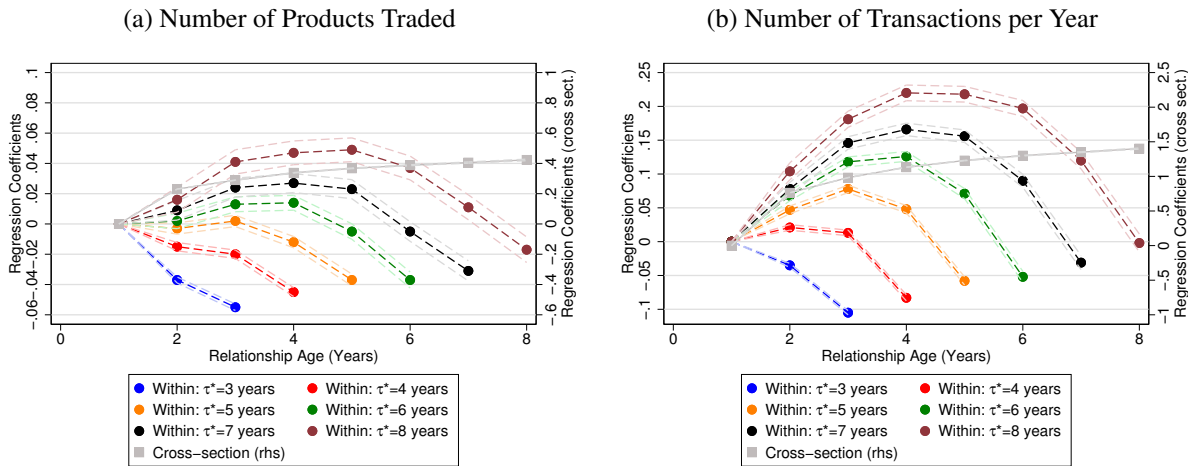 (a) Number of Products Traded
(b) Number of Transactions per Year
Regression Coefficients
-.06 -.04 -.02 0 .02 .04 .06 .08 .1
Regression Coefficients (cross sect.)
-.6 -.4 -.2 0 .2 .4 .6 .8 1
0 2 4 6 8
Relationship Age (Years)
Within: τ*=3 years
Within: τ*=4 years
Within: τ*=5 years
Within: τ*=6 years
Within: τ*=7 years
Within: τ*=8 years
Cross-section (rhs)
Regression Coefficients
-.1 -.05 0 .05 .1 .15 .2 .25
Regression Coefficients (cross sect.)
-1 -.5 0 .5 1 1.5 2 2.5
0 2 4 6 8
Relationship Age (Years)
Within: τ*=3 years
Within: τ*=4 years
Within: τ*=5 years
Within: τ*=6 years
Within: τ*=7 years
Within: τ*=8 years
Cross-section (rhs)